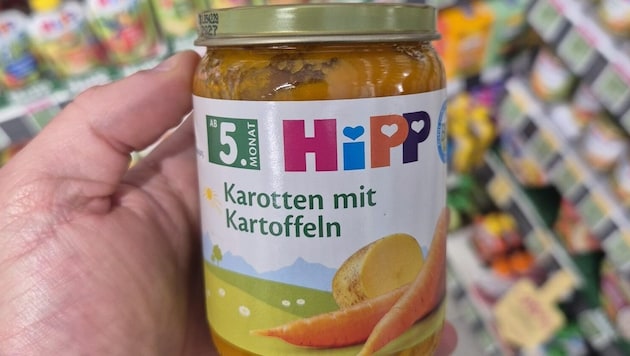 AB
5.
MONAT
HiPP
Karotten mit
Kartoffeln